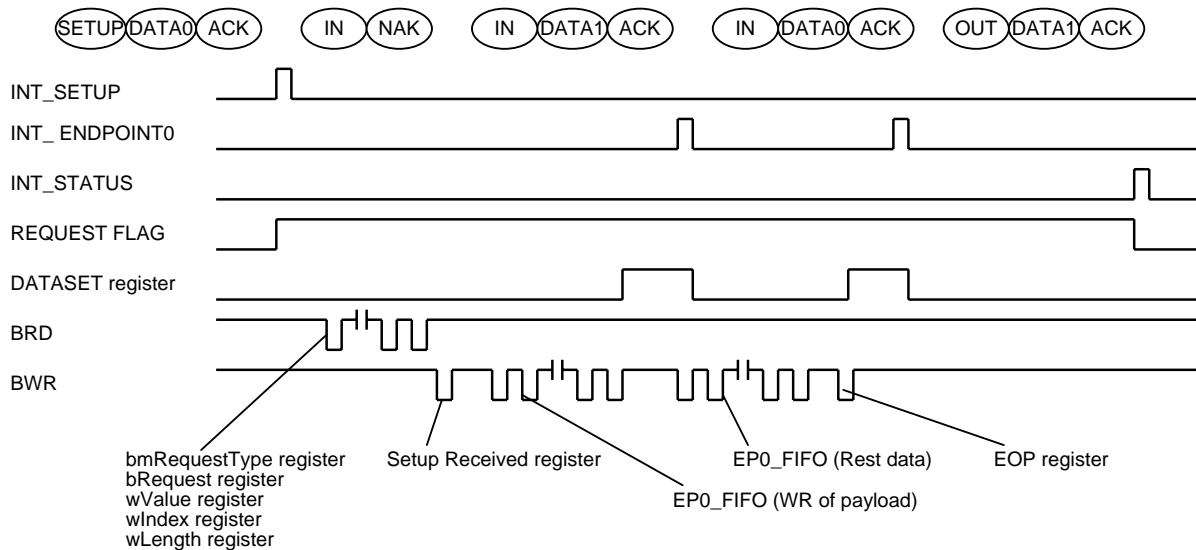 SETUP DATA0 ACK IN NAK IN DATA1 ACK IN DATA0 ACK OUT DATA1 ACK
INT_SETUP
INT_ ENDPOINT0
INT_STATUS
REQUEST FLAG
DATASET register
BRD
BWR
bmRequestType register
bRequest register
wValue register
wIndex register
wLength register
Setup Received register
EP0_FIFO (WR of payload)
EP0_FIFO (Rest data)
EOP register